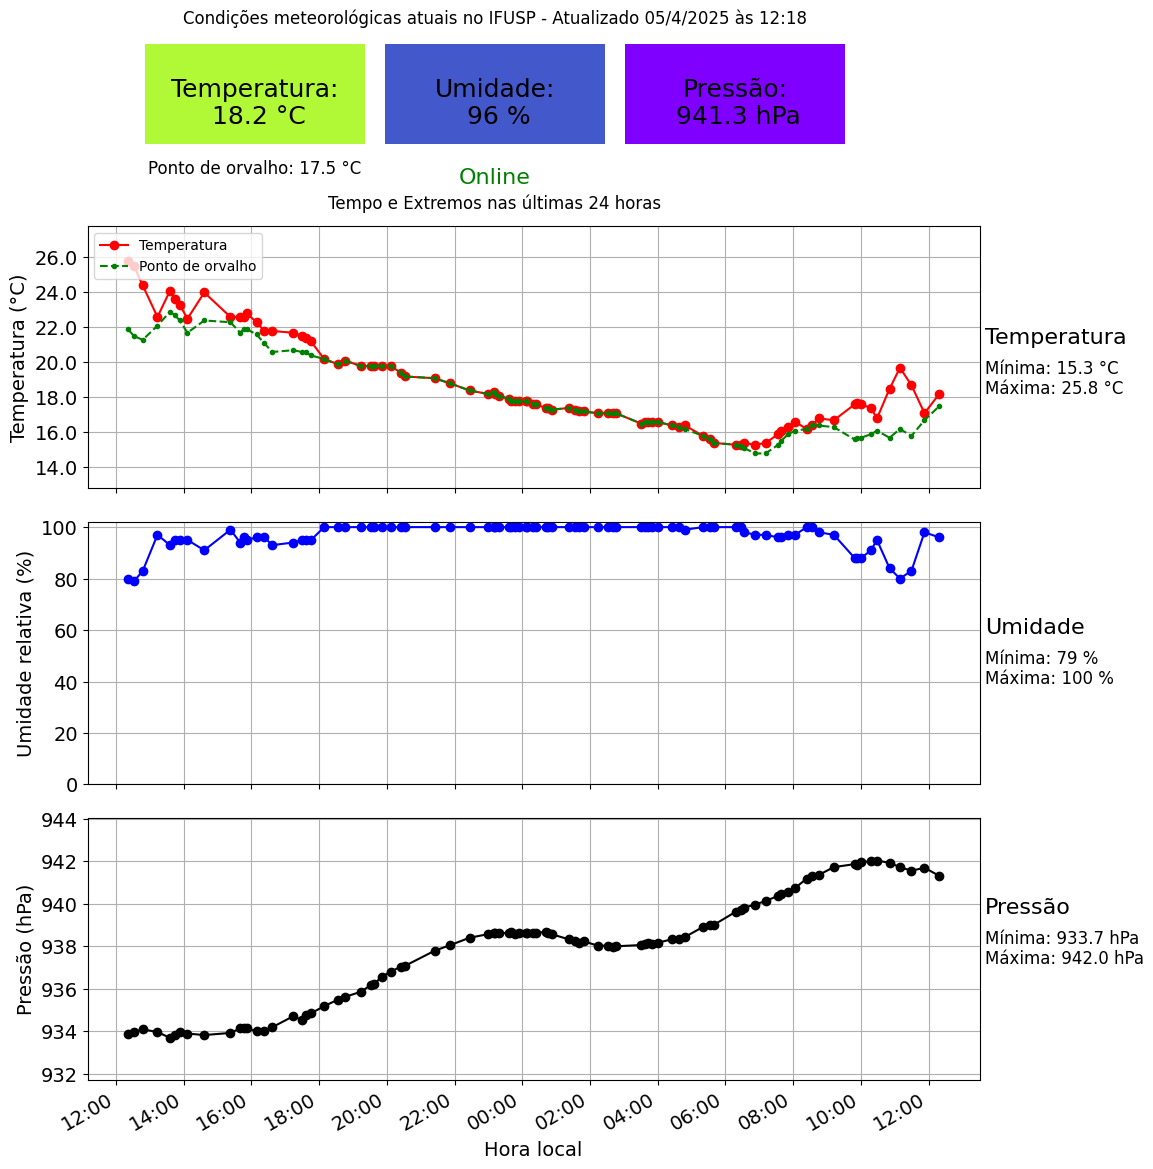 Condições meteorológicas atuais no IFUSP - Atualizado 05/4/2025 às 12:18
Temperatura:
18.2 °C
Umidade:
96 %
Pressão:
941.3 hPa
Ponto de orvalho: 17.5 °C
Online
Tempo e Extremos nas últimas 24 horas
Temperatura
Ponto de orvalho
Temperatura (°C)
26.0
24.0
22.0
20.0
18.0
16.0
14.0
Temperatura
Mínima: 15.3 °C
Máxima: 25.8 °C
Umidade relativa (%)
100
80
60
40
20
0
Umidade
Mínima: 79 %
Máxima: 100 %
Pressão (hPa)
944
942
940
938
936
934
932
Pressão
Mínima: 933.7 hPa
Máxima: 942.0 hPa
12:00 14:00 16:00 18:00 20:00 22:00 00:00 02:00 04:00 06:00 08:00 10:00 12:00
Hora local